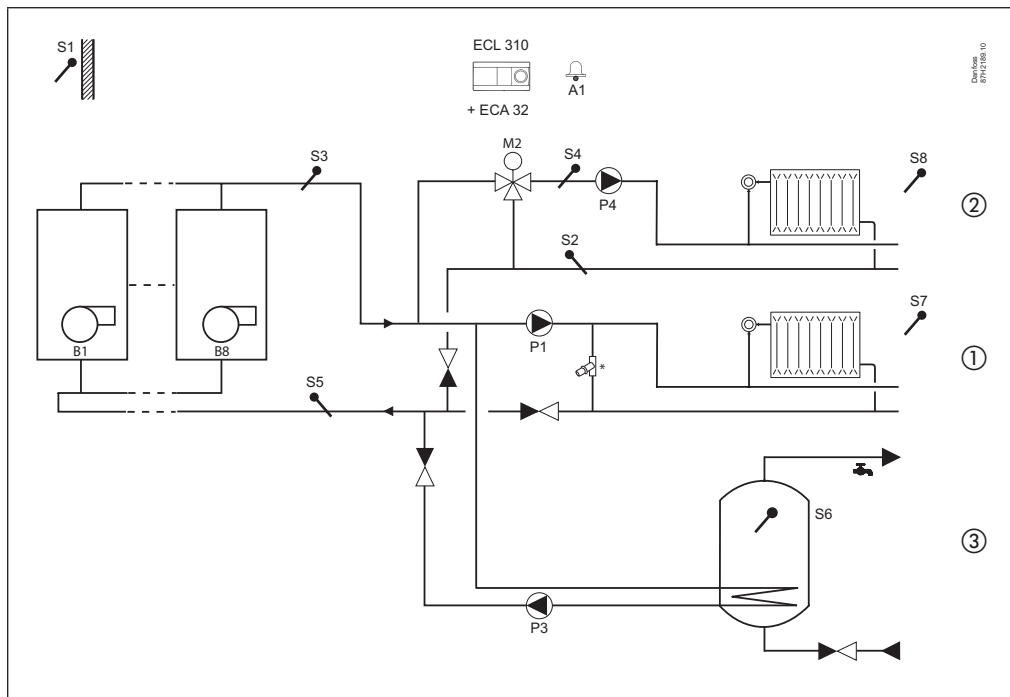 S1
ECL 310
A1
+ ECA 32
Danfoss
87H2189.10
M2
S3
S4
S8
P4
②
S2
S7
P1
B1
B8
①
*
S5
S6
③
P3